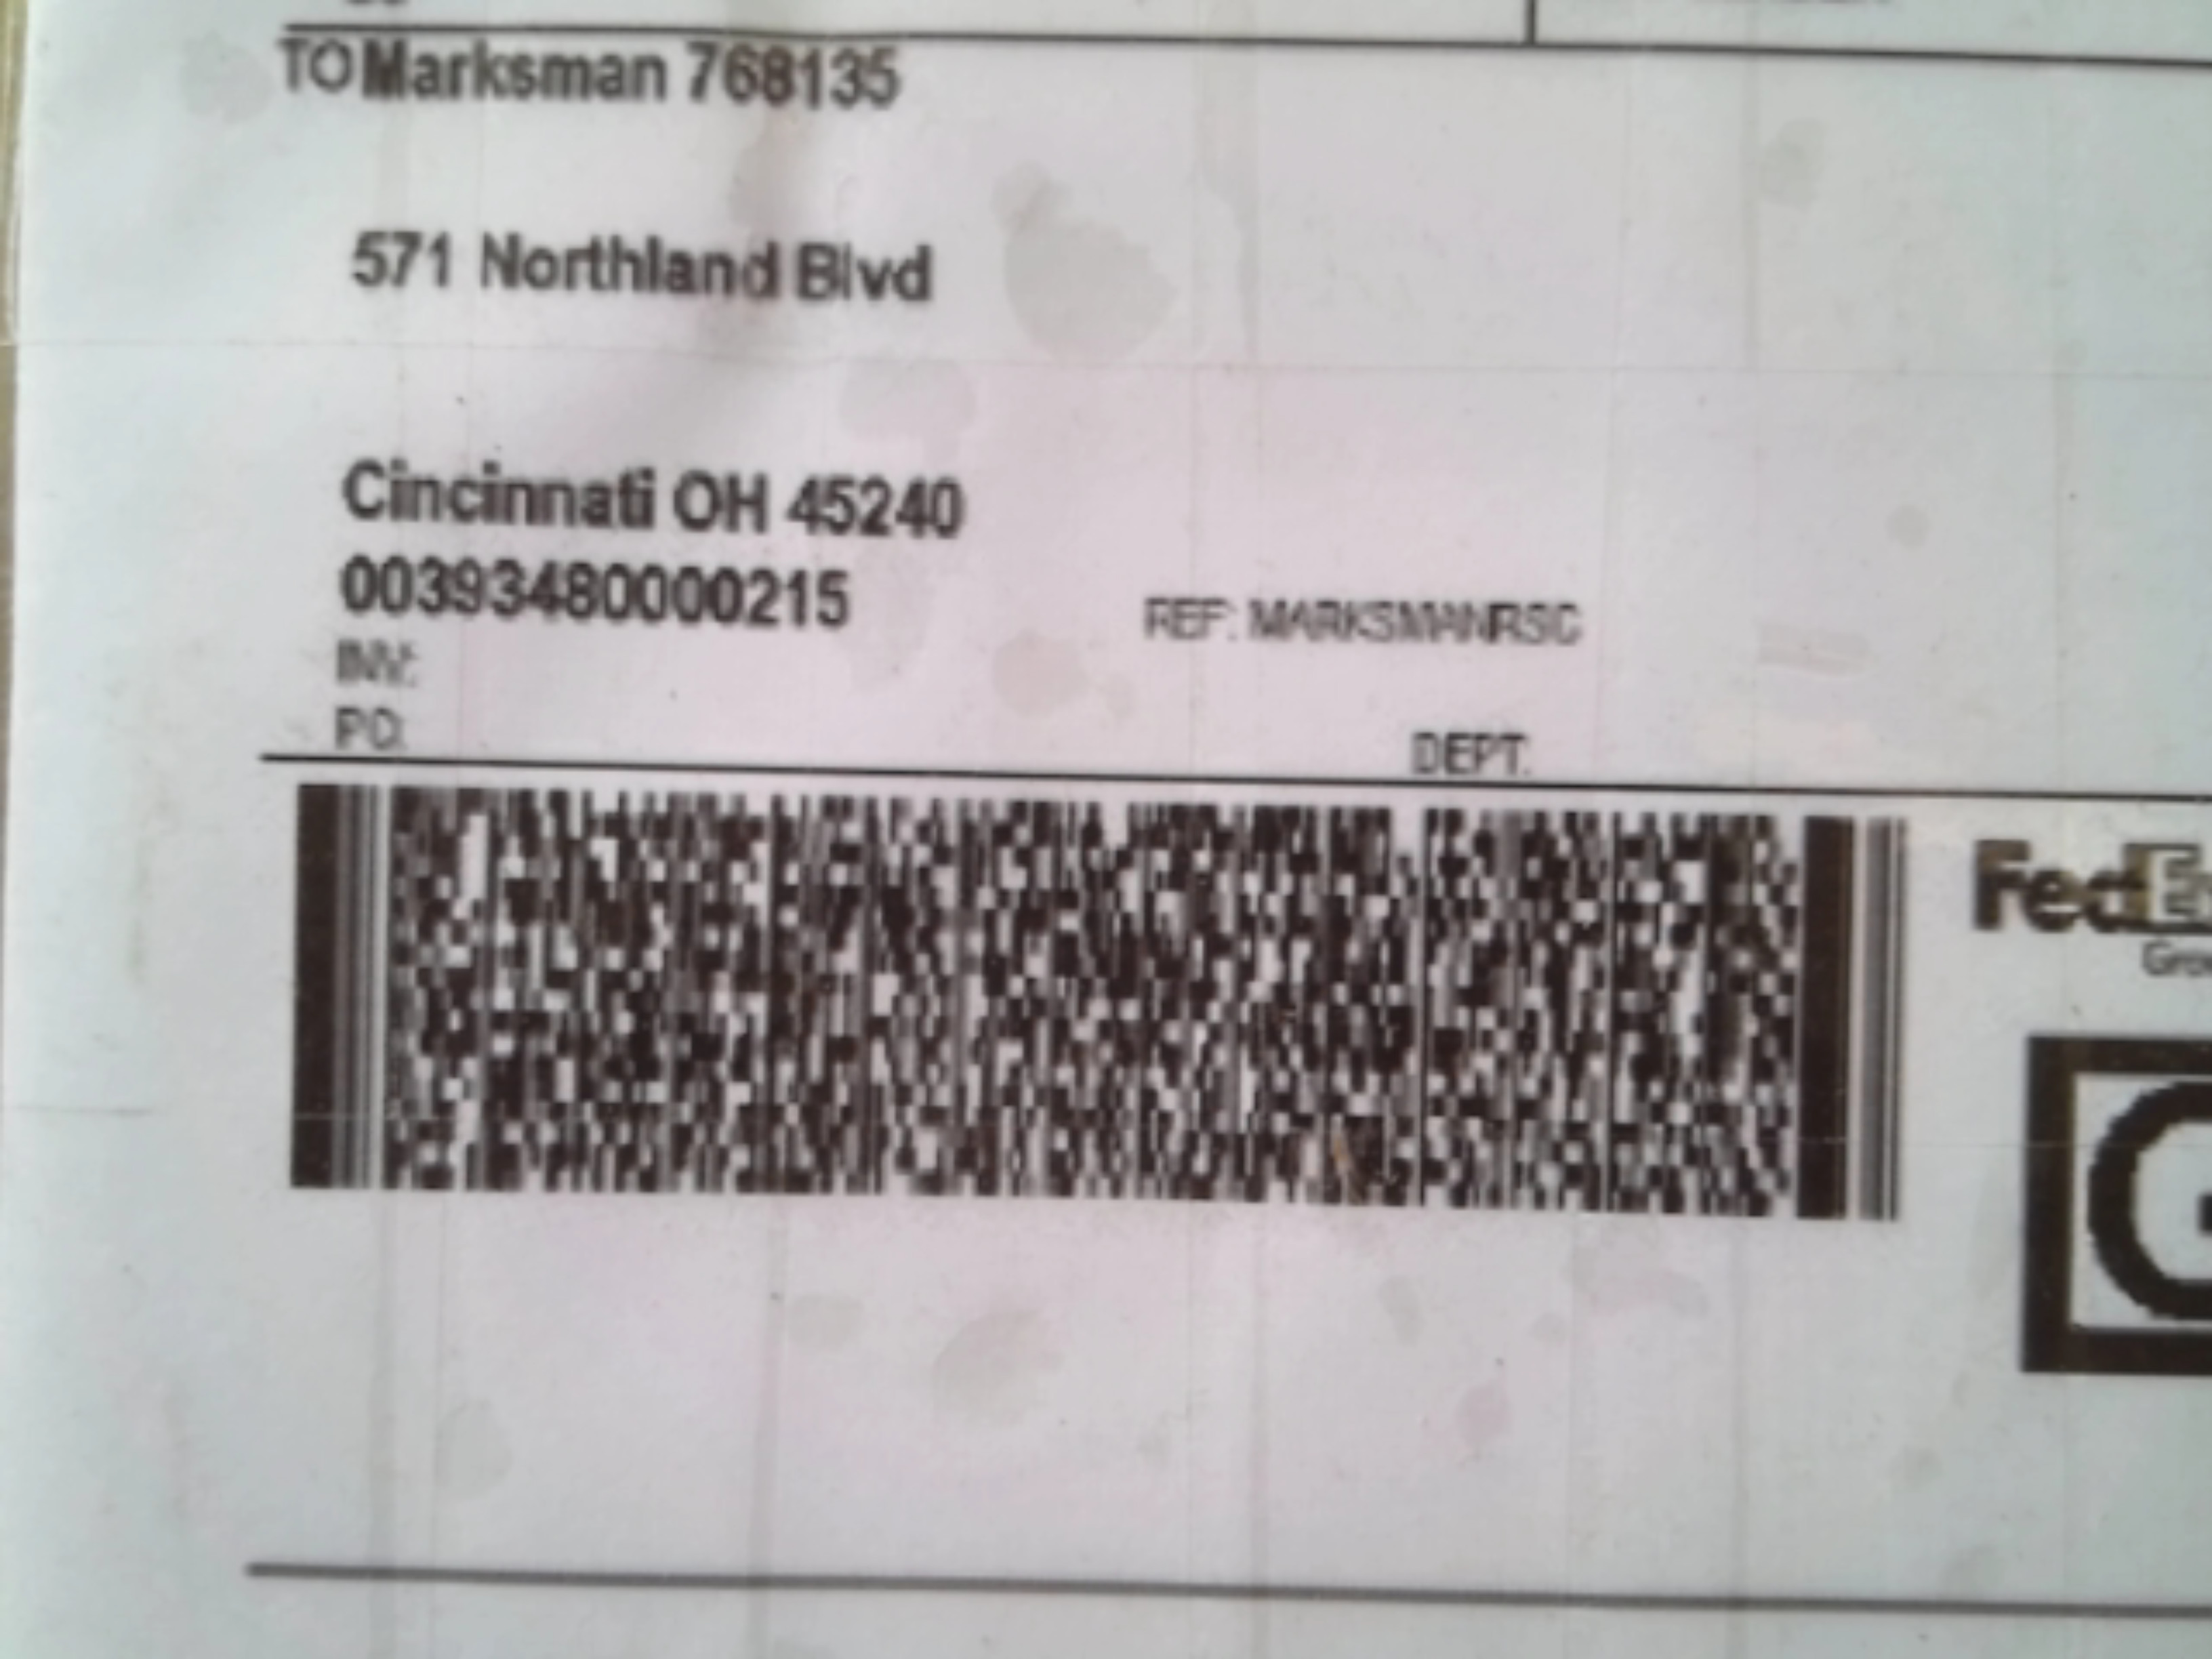 TO Marksman 768135
571 Northland Blvd
Cincinnati OH 45240
00393480000215
REF: MARKSMANRSC
INV:
PO:
DEPT:
FedEx
G